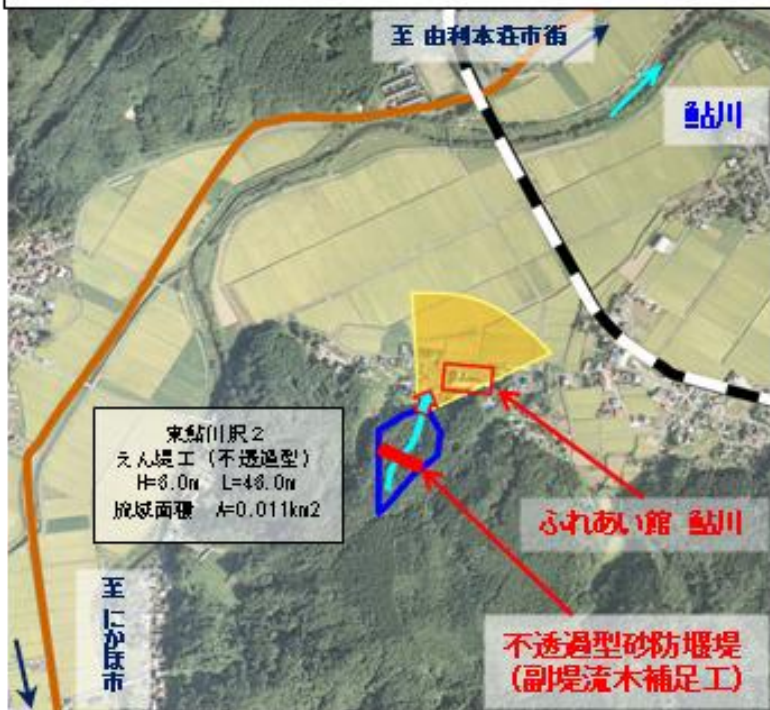 至 由利本荘市街
鮎川
東鮎川沢２
えん堤工（不透過型）
H=6.0m L=46.0m
流域面積 A=0.011km2
ふれあい館 鮎川
至 にかほ市
不透過型砂防堰堤
(副堤流木補足工)